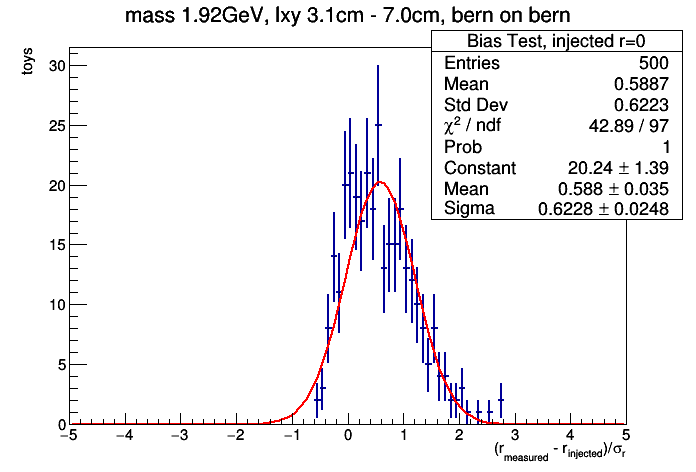 mass 1.92GeV, lxy 3.1cm - 7.0cm, bern on bern
toys
Bias Test, injected r=0
Entries 500
Mean 0.5887
Std Dev 0.6223
χ² / ndf 42.89 / 97
Prob 1
Constant 20.24 ± 1.39
Mean 0.588 ± 0.035
Sigma 0.6228 ± 0.0248
30
25
20
15
10
5
0
−5 −4 −3 −2 −1 0 1 2 3 4 5
(r_measured - r_injected)/σ_r